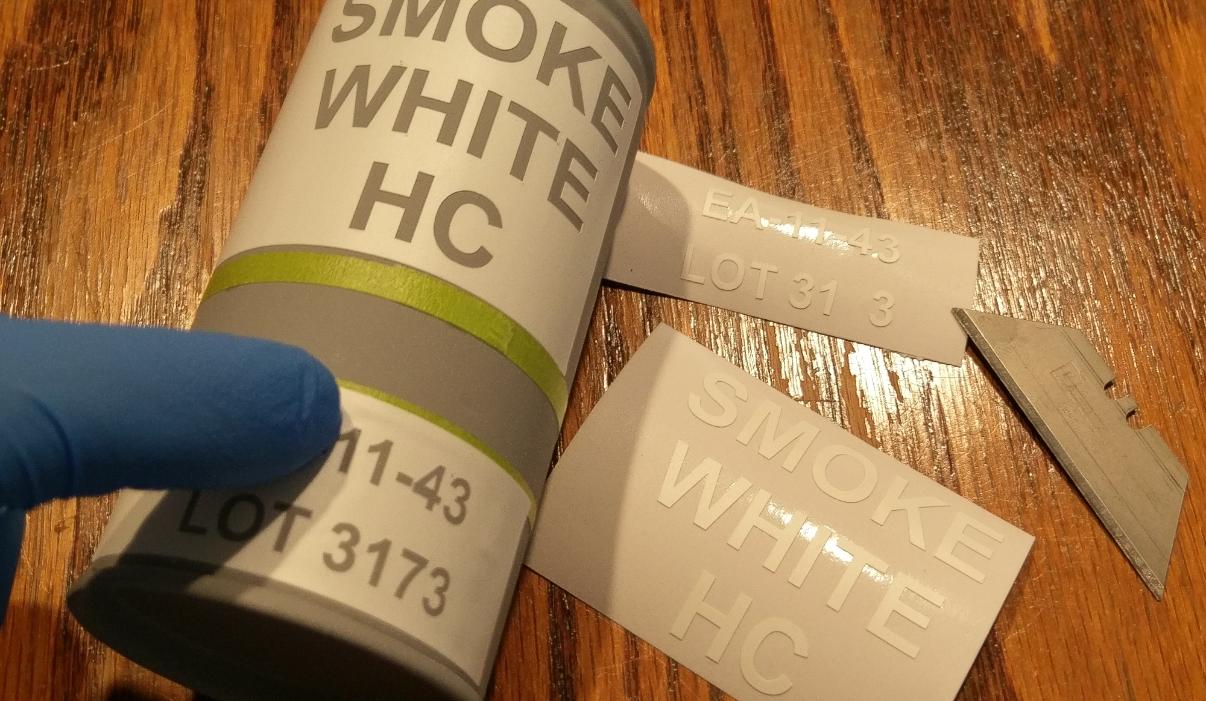 SMOKE
WHITE
HC
11-43
LOT 3173
EA-11-43
LOT 31 3
SMOKE
WHITE
HC